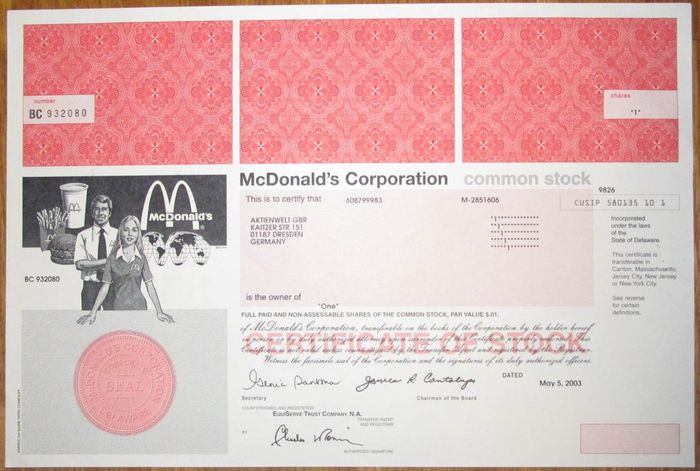 number
BC 932080
shares
"1"
McDonald's Corporation common stock
9826
This is to certify that 608799983 M-2851606
CUSIP 580135 10 1
AKTIENWELT GBR
KAITZER STR 151
01187 DRESDEN
GERMANY
Incorporated
under the laws
of the
State of Delaware.
This certificate is
transferable in
Canton, Massachusetts,
Jersey City, New Jersey
or New York City.
See reverse
for certain
definitions.
McDonald's
BC 932080
is the owner of
"One"
FULL PAID AND NON-ASSESSABLE SHARES OF THE COMMON STOCK, PAR VALUE $.01,
of McDonald's Corporation, transferable on the books of the Corporation by the holder hereof
in person or by duly authorized attorney upon surrender of this certificate properly endorsed. This
Certificate is not valid until countersigned by the Transfer Agent and registered by the Registrar.
Witness the facsimile seal of the Corporation and the signatures of its duly authorized officers.
CERTIFICATE OF STOCK
DATED
May 5, 2003
Secretary
Chairman of the Board
COUNTERSIGNED AND REGISTERED:
EQUISERVE TRUST COMPANY, N.A.
TRANSFER AGENT
AND REGISTRAR
BY
AUTHORIZED SIGNATURE
McDONALD'S CORPORATION
SEAL
DELAWARE
AMERICAN BANK NOTE COMPANY